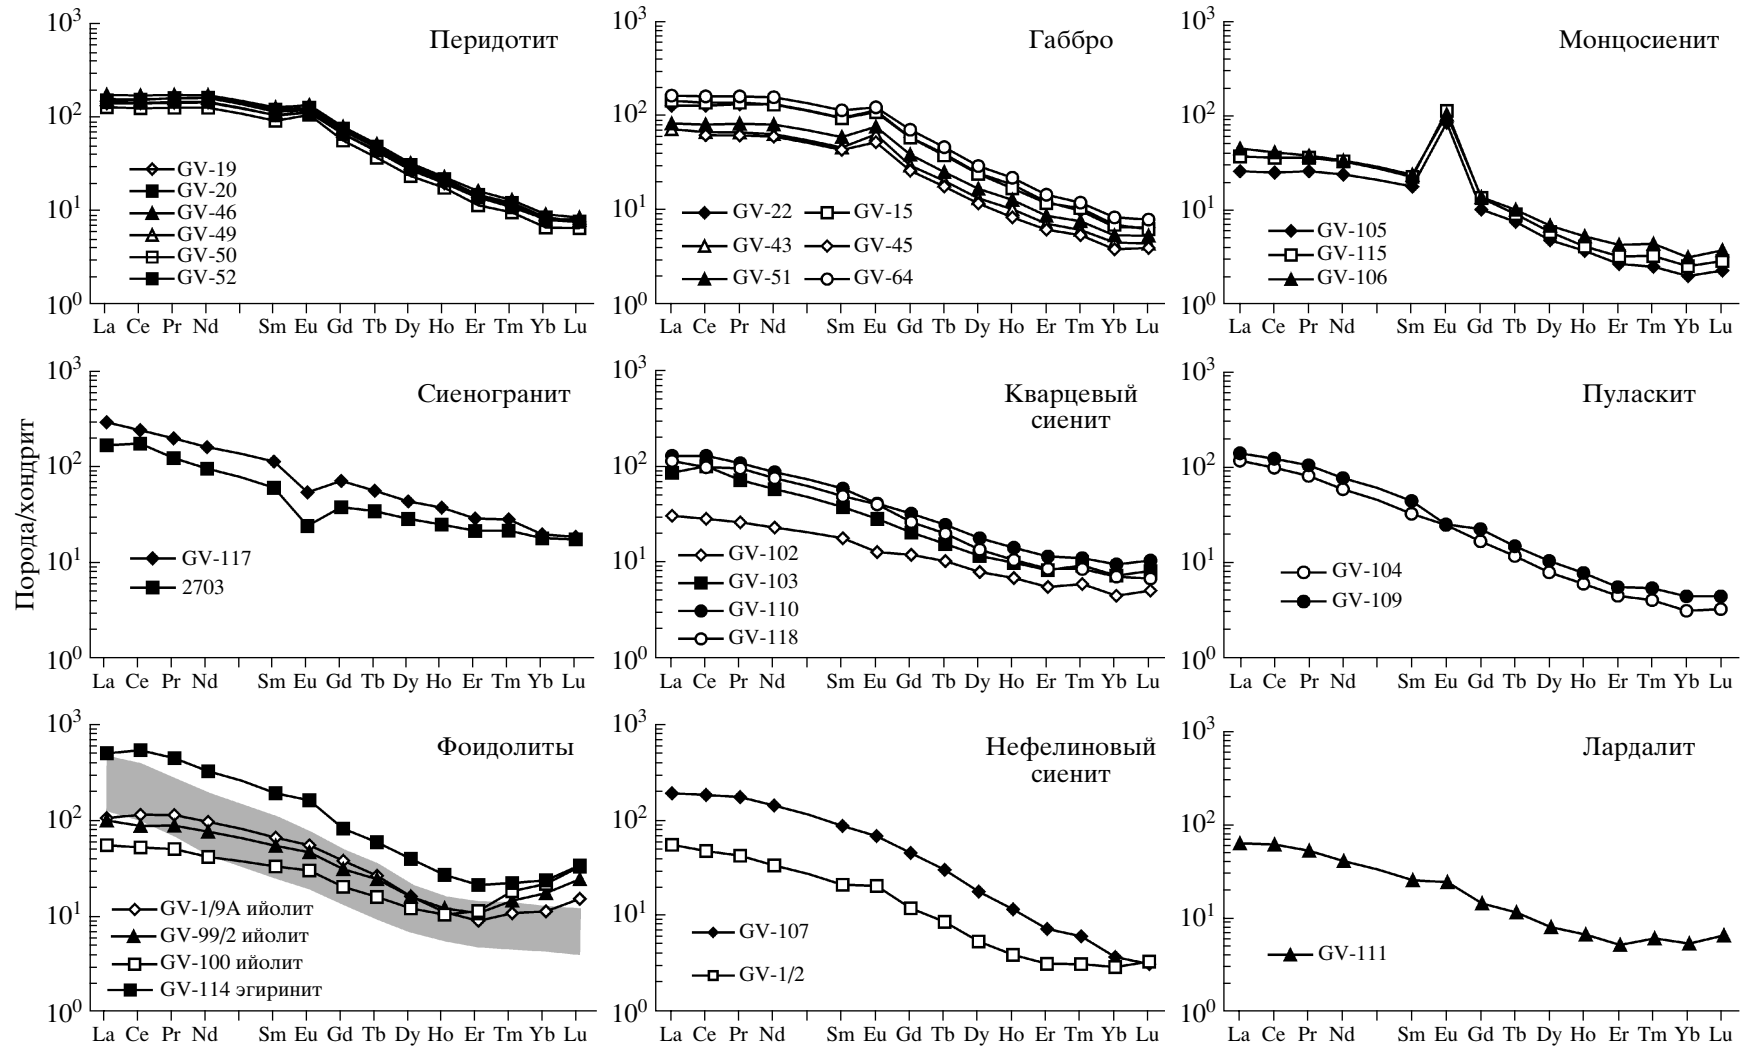 Порода/хондрит
Перидотит
10³
10²
10¹
10⁰
GV-19
GV-20
GV-46
GV-49
GV-50
GV-52
La Ce Pr Nd Sm Eu Gd Tb Dy Ho Er Tm Yb Lu
Габбро
10³
10²
10¹
10⁰
GV-22 GV-15
GV-43 GV-45
GV-51 GV-64
La Ce Pr Nd Sm Eu Gd Tb Dy Ho Er Tm Yb Lu
Монцосиенит
10³
10²
10¹
10⁰
GV-105
GV-115
GV-106
La Ce Pr Nd Sm Eu Gd Tb Dy Ho Er Tm Yb Lu
Сиеногранит
10³
10²
10¹
10⁰
GV-117
2703
La Ce Pr Nd Sm Eu Gd Tb Dy Ho Er Tm Yb Lu
Кварцевый
сиенит
10³
10²
10¹
10⁰
GV-102
GV-103
GV-110
GV-118
La Ce Pr Nd Sm Eu Gd Tb Dy Ho Er Tm Yb Lu
Пуласкит
10³
10²
10¹
10⁰
GV-104
GV-109
La Ce Pr Nd Sm Eu Gd Tb Dy Ho Er Tm Yb Lu
Фоидолиты
10³
10²
10¹
10⁰
GV-1/9A ийолит
GV-99/2 ийолит
GV-100 ийолит
GV-114 эгиринит
La Ce Pr Nd Sm Eu Gd Tb Dy Ho Er Tm Yb Lu
Нефелиновый
сиенит
10³
10²
10¹
10⁰
GV-107
GV-1/2
La Ce Pr Nd Sm Eu Gd Tb Dy Ho Er Tm Yb Lu
Лардалит
10³
10²
10¹
10⁰
GV-111
La Ce Pr Nd Sm Eu Gd Tb Dy Ho Er Tm Yb Lu